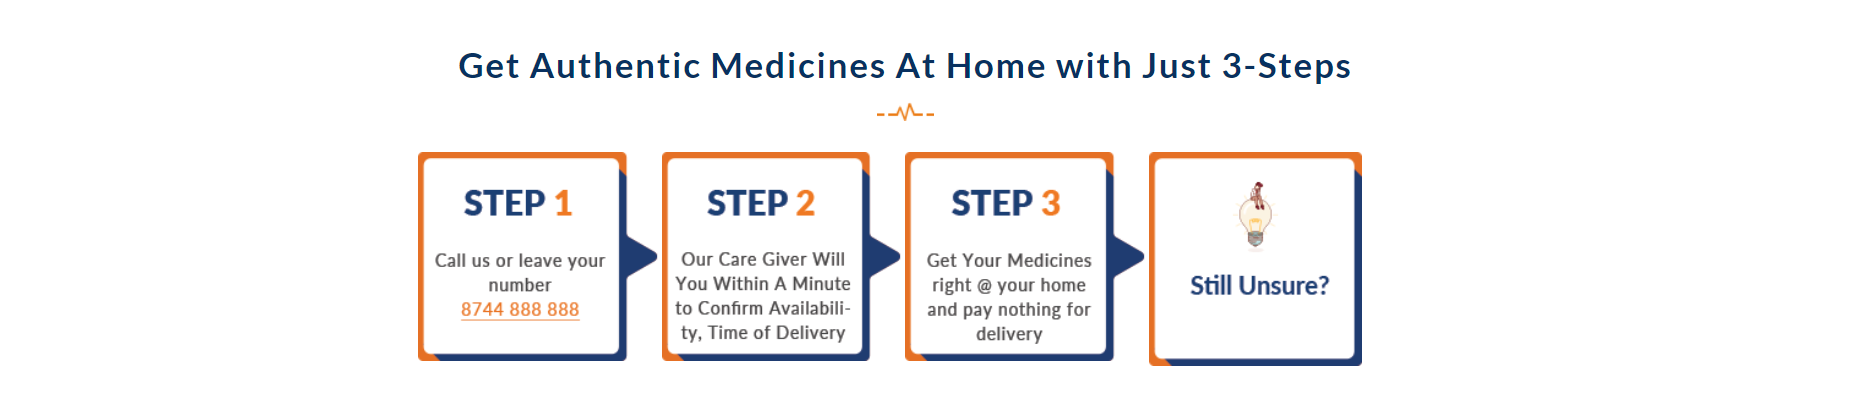 Get Authentic Medicines At Home with Just 3-Steps
STEP 1
Call us or leave your
number
8744 888 888
STEP 2
Our Care Giver Will
You Within A Minute
to Confirm Availabili-
ty, Time of Delivery
STEP 3
Get Your Medicines
right @ your home
and pay nothing for
delivery
Still Unsure?